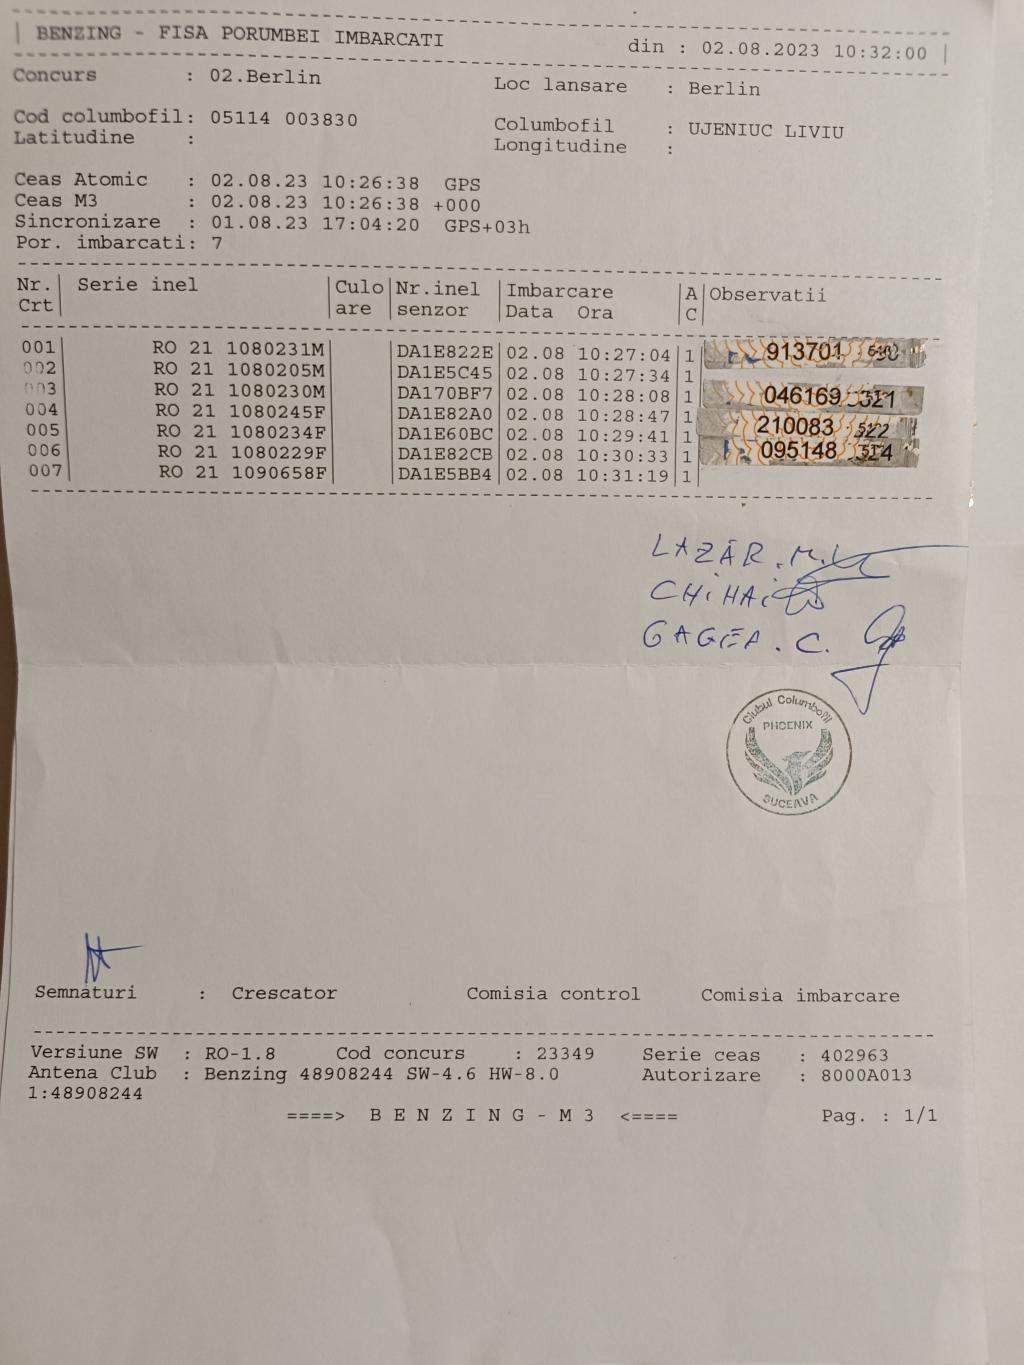 BENZING - FISA PORUMBEI IMBARCATI din : 02.08.2023 10:32:00
Concurs : 02.Berlin Loc lansare : Berlin
Cod columbofil: 05114 003830 Columbofil : UJENIUC LIVIU
Latitudine : Longitudine :
Ceas Atomic : 02.08.23 10:26:38 GPS
Ceas M3 : 02.08.23 10:26:38 +000
Sincronizare : 01.08.23 17:04:20 GPS+03h
Por. imbarcati: 7
Nr. Serie inel Culo Nr.inel Imbarcare A Observatii
Crt are senzor Data Ora C
001 RO 21 1080231M DA1E822E 02.08 10:27:04 1 913701
002 RO 21 1080205M DA1E5C45 02.08 10:27:34 1
003 RO 21 1080230M DA170BF7 02.08 10:28:08 1 046169 521
004 RO 21 1080245F DA1E82A0 02.08 10:28:47 1
005 RO 21 1080234F DA1E60BC 02.08 10:29:41 1 210083 522
006 RO 21 1080229F DA1E82CB 02.08 10:30:33 1 095148 524
007 RO 21 1090658F DA1E5BB4 02.08 10:31:19 1
LAZĂR.M.
CHIHAI
GAGEA.C.
Clubul Columbofil
PHOENIX
SUCEAVA
Semnaturi : Crescator Comisia control Comisia imbarcare
Versiune SW : RO-1.8 Cod concurs : 23349 Serie ceas : 402963
Antena Club : Benzing 48908244 SW-4.6 HW-8.0 Autorizare : 8000A013
1:48908244
====> B E N Z I N G - M 3 <==== Pag. : 1/1